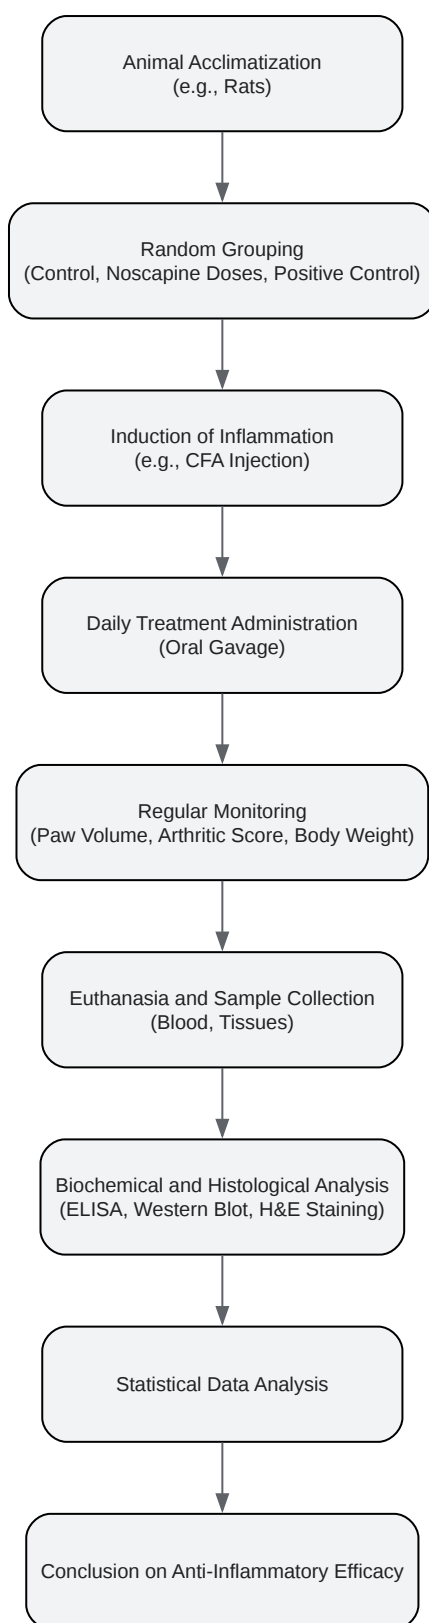 Animal Acclimatization
(e.g., Rats)
Random Grouping
(Control, Noscapine Doses, Positive Control)
Induction of Inflammation
(e.g., CFA Injection)
Daily Treatment Administration
(Oral Gavage)
Regular Monitoring
(Paw Volume, Arthritic Score, Body Weight)
Euthanasia and Sample Collection
(Blood, Tissues)
Biochemical and Histological Analysis
(ELISA, Western Blot, H&E Staining)
Statistical Data Analysis
Conclusion on Anti-Inflammatory Efficacy